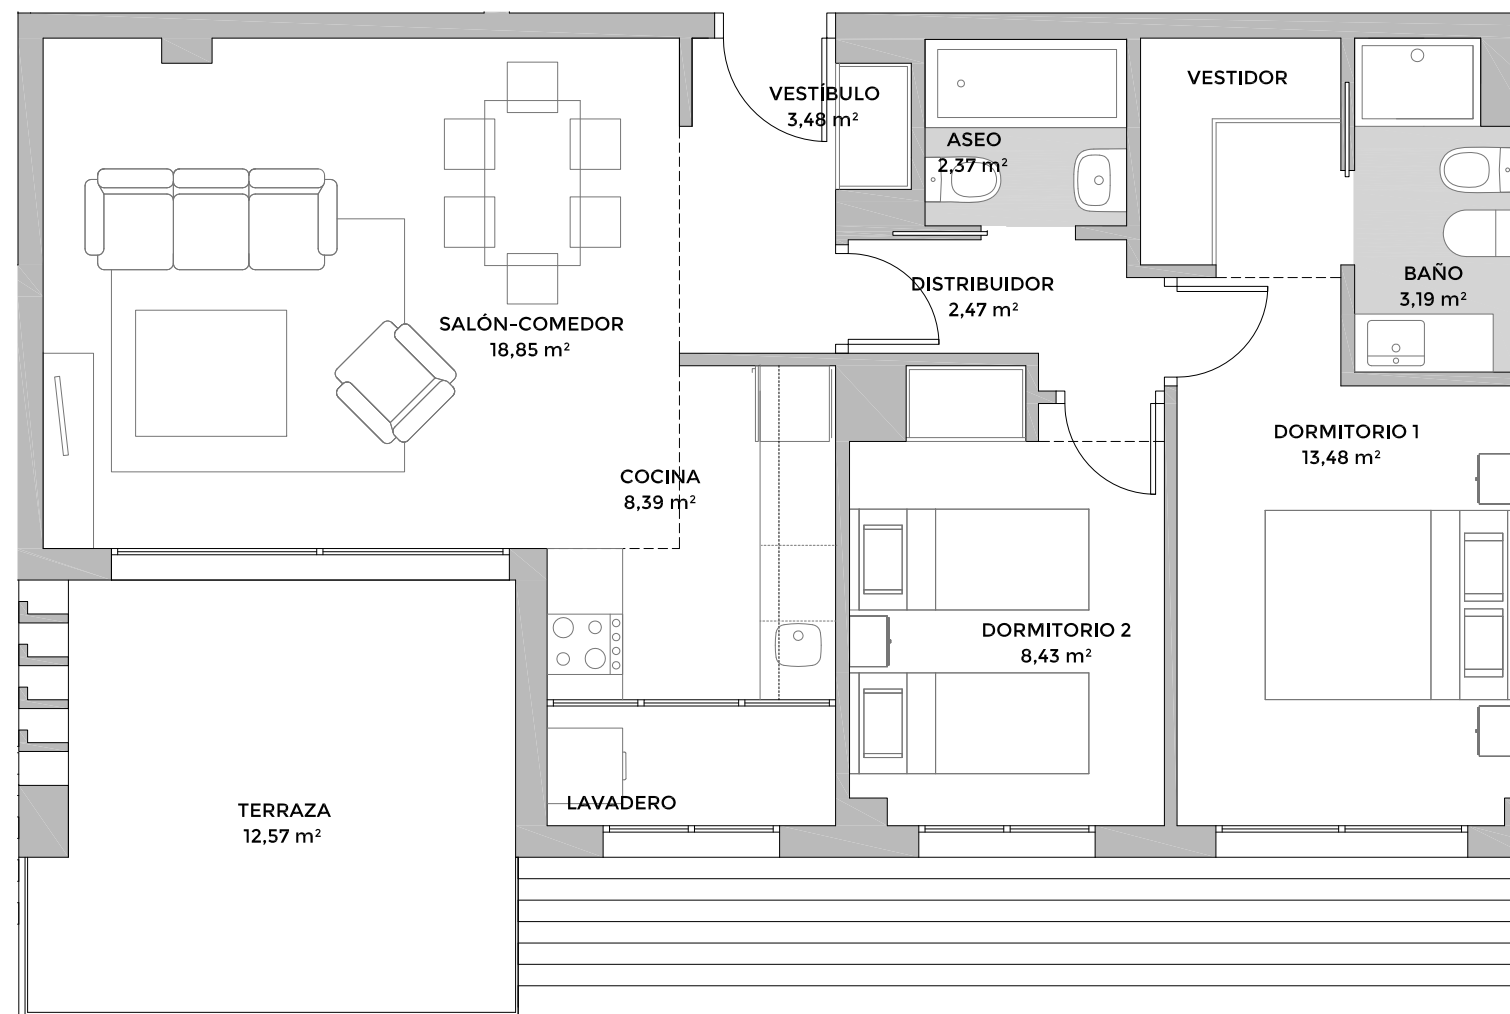 VESTÍBULO
3,48 m²
ASEO
2,37 m²
VESTIDOR
BAÑO
3,19 m²
DISTRIBUIDOR
2,47 m²
SALÓN-COMEDOR
18,85 m²
COCINA
8,39 m²
DORMITORIO 1
13,48 m²
DORMITORIO 2
8,43 m²
LAVADERO
TERRAZA
12,57 m²